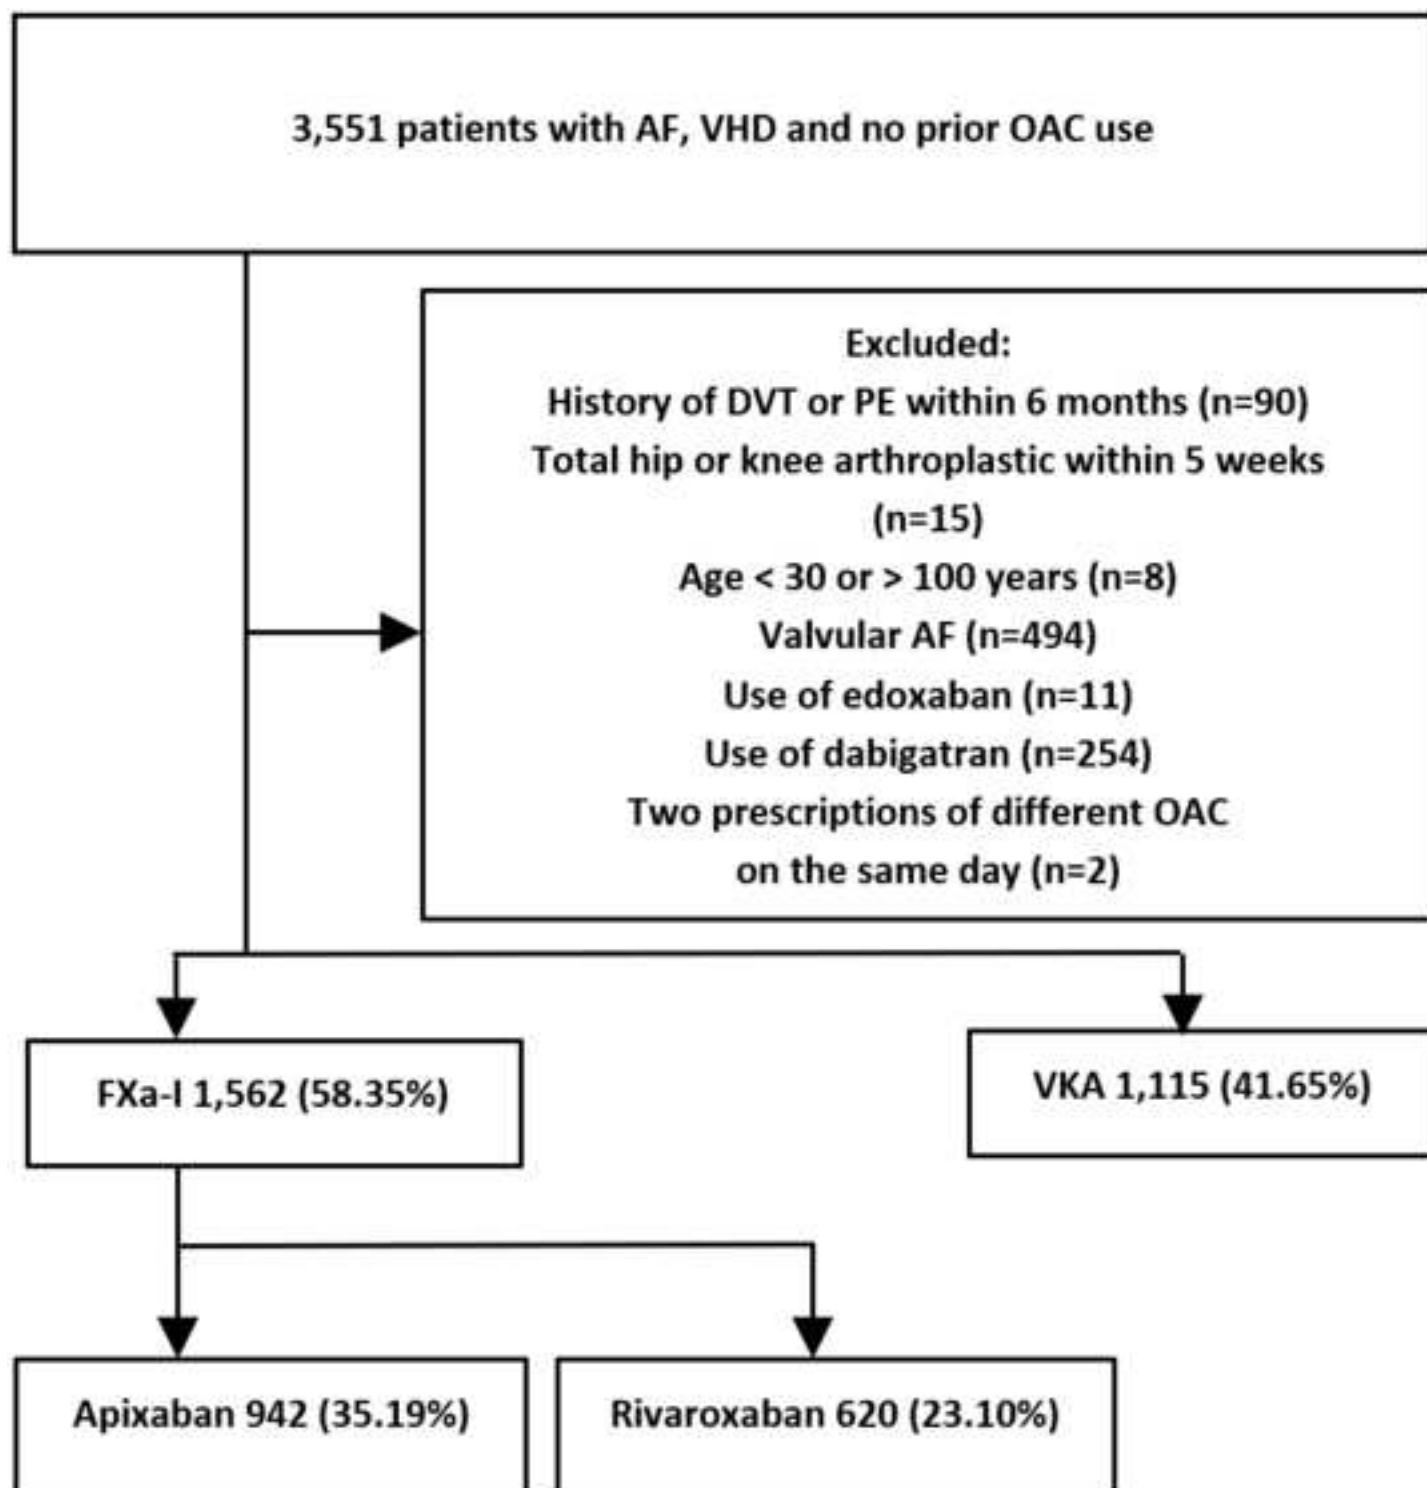 3,551 patients with AF, VHD and no prior OAC use
Excluded:
History of DVT or PE within 6 months (n=90)
Total hip or knee arthroplastic within 5 weeks
(n=15)
Age < 30 or > 100 years (n=8)
Valvular AF (n=494)
Use of edoxaban (n=11)
Use of dabigatran (n=254)
Two prescriptions of different OAC
on the same day (n=2)
FXa-I 1,562 (58.35%)
VKA 1,115 (41.65%)
Apixaban 942 (35.19%)
Rivaroxaban 620 (23.10%)